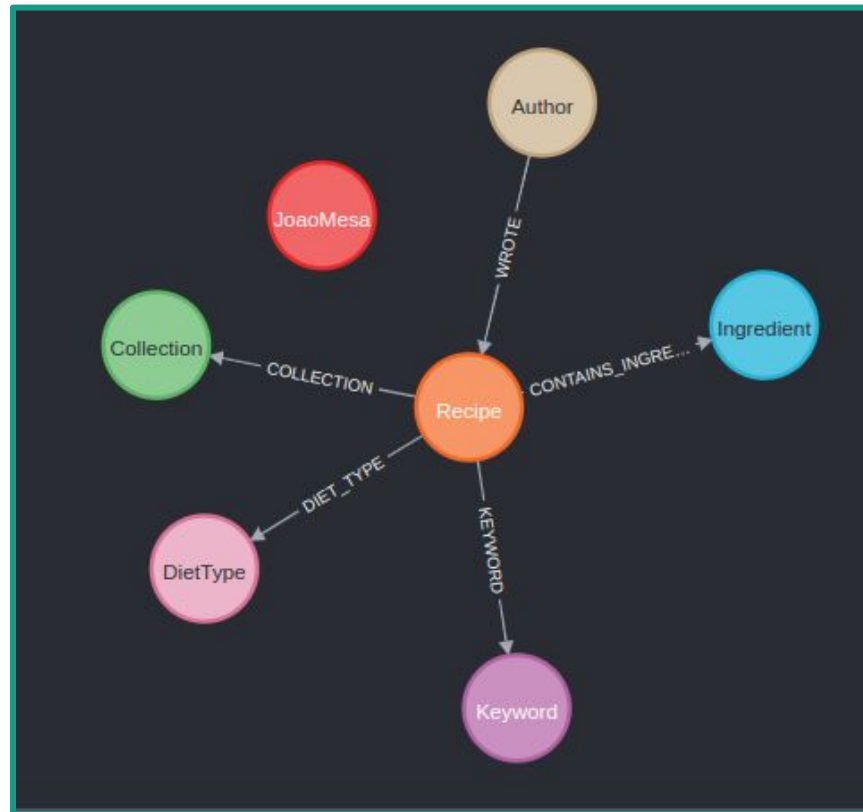 Author
JoaoMesa
WROTE
Ingredient
Collection
COLLECTION
CONTAINS_INGRE...
Recipe
DIET_TYPE
KEYWORD
DietType
Keyword